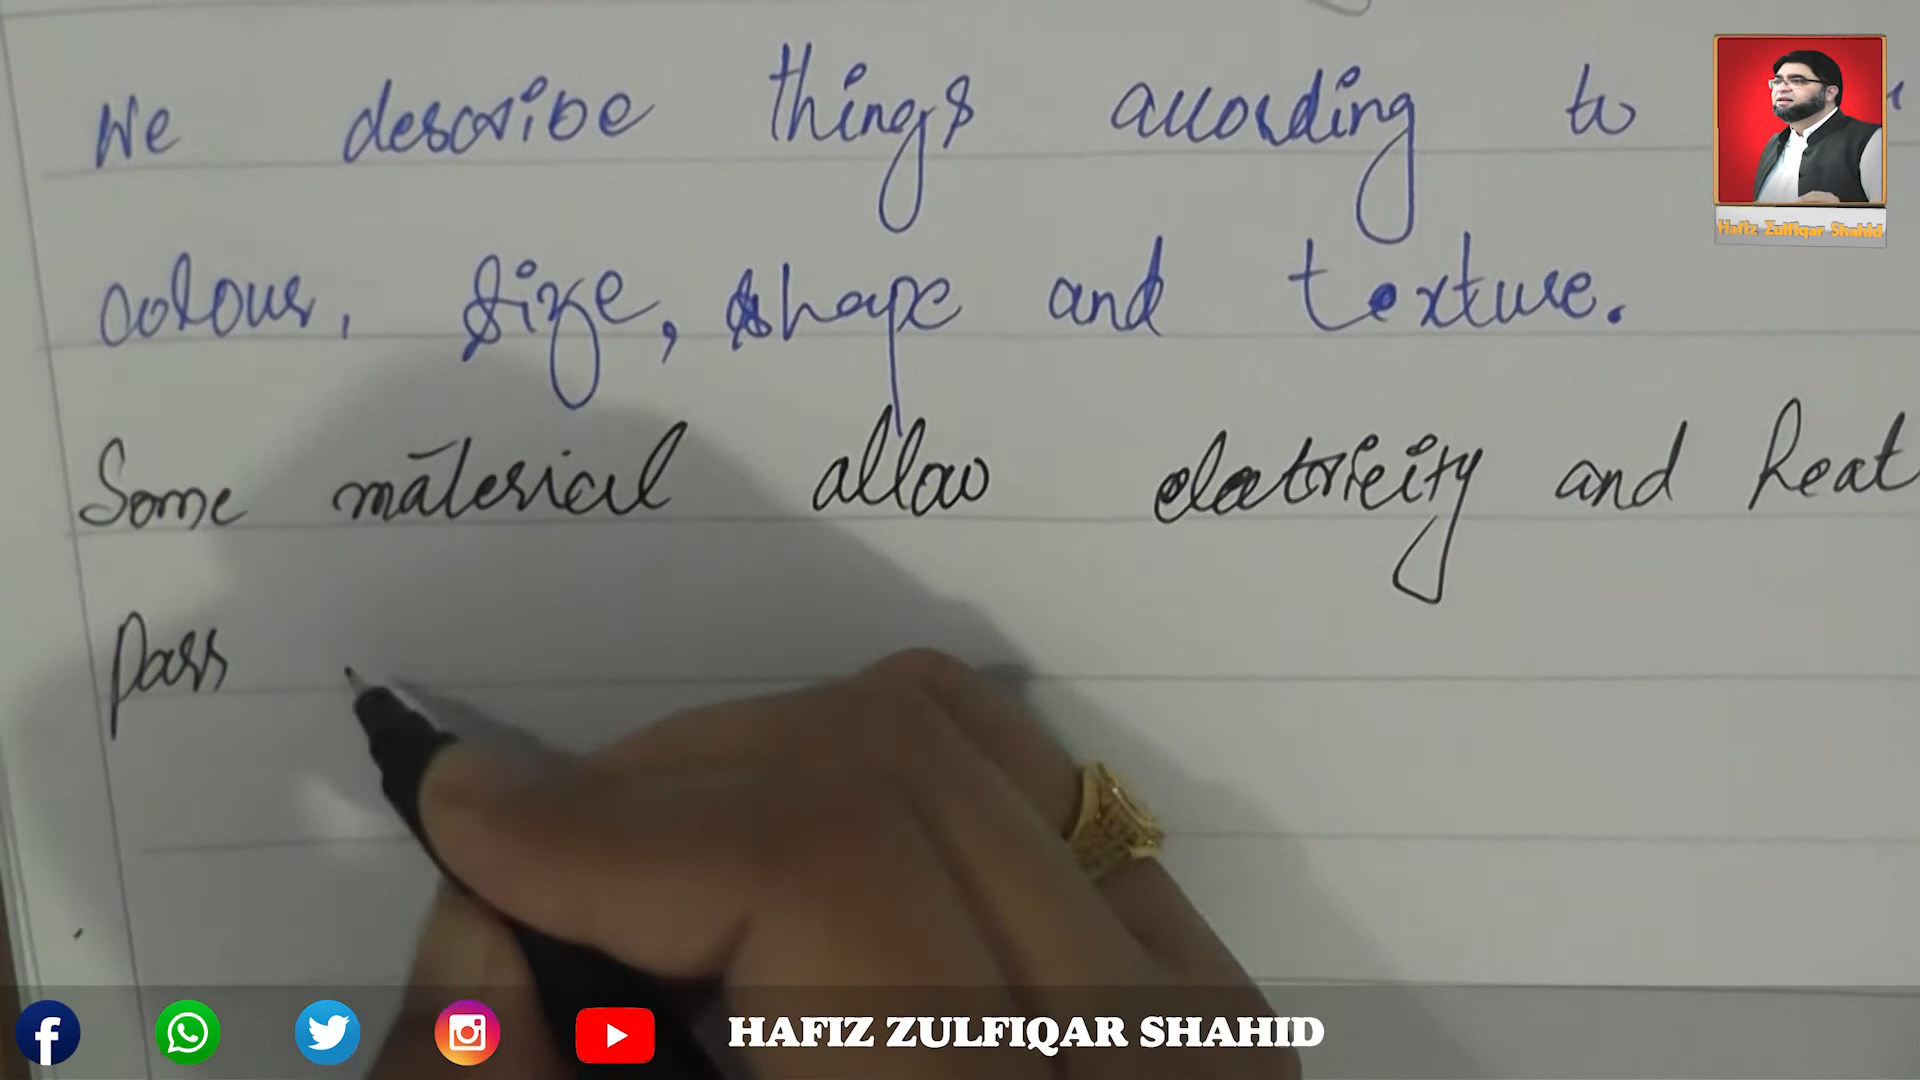 We describe things according to
colour, size, shape and texture.
Some material allow electricity and heat
pass
Hafiz Zulfiqar Shahid
HAFIZ ZULFIQAR SHAHID